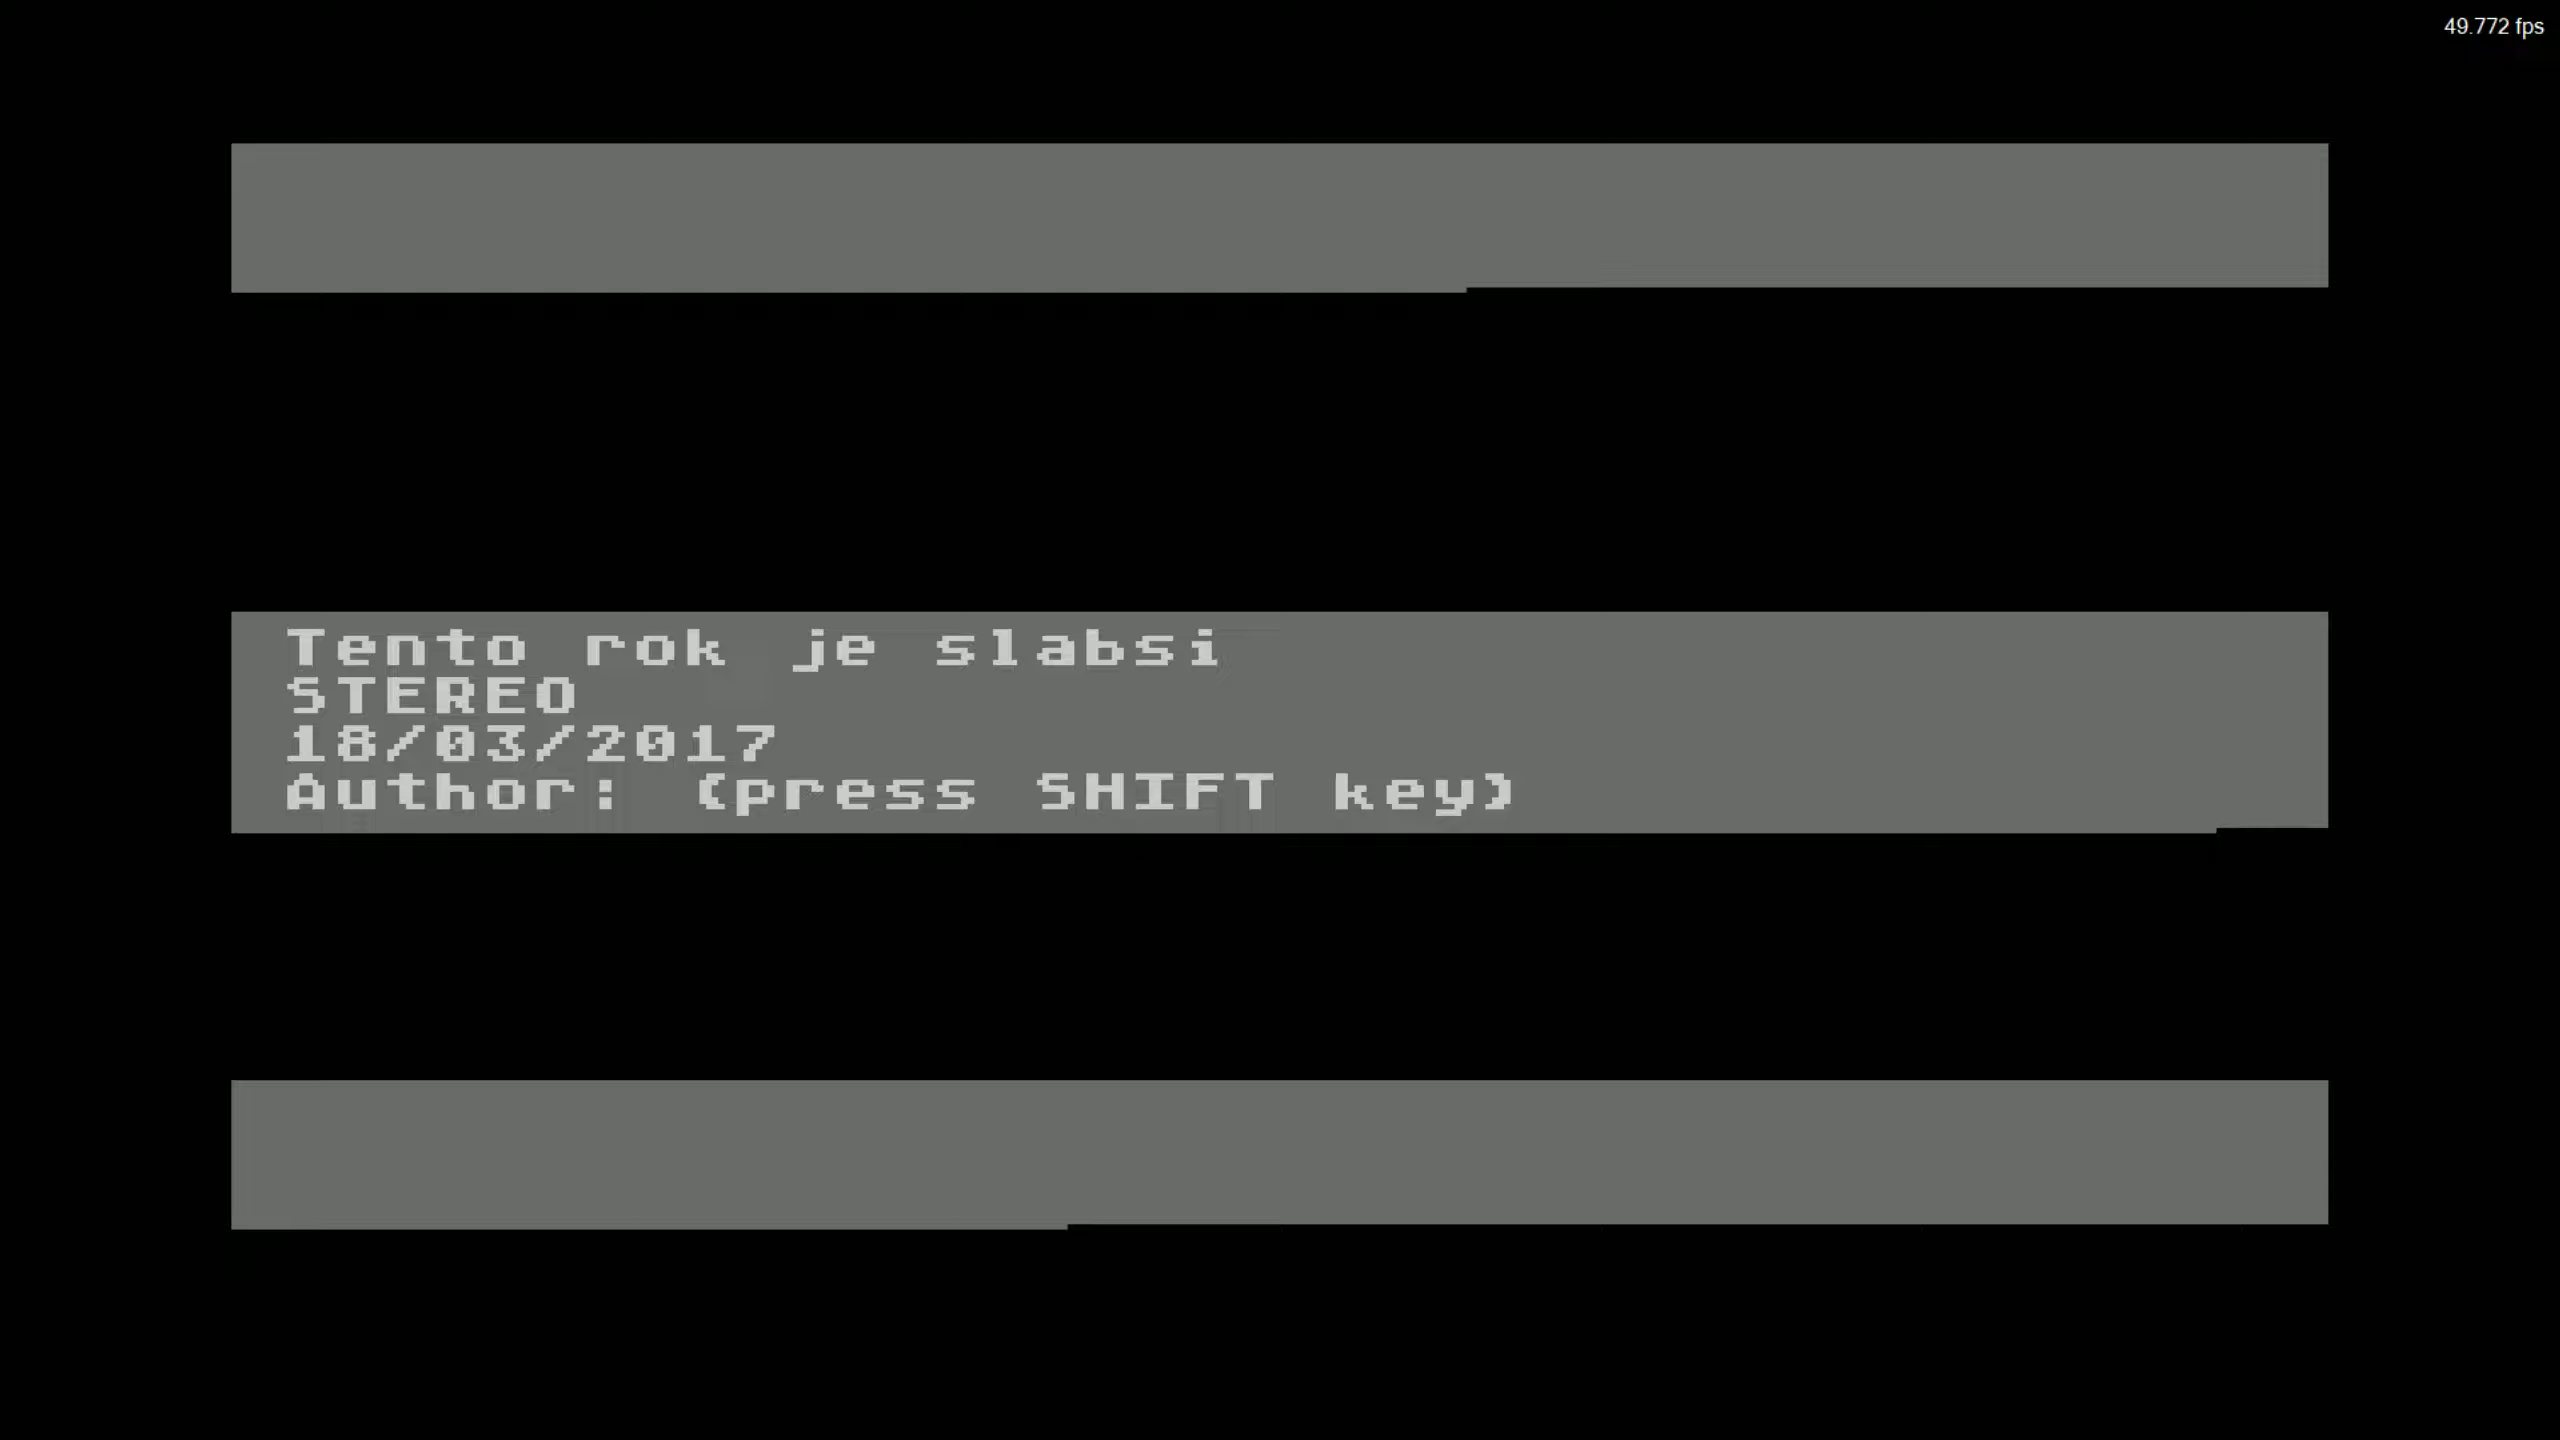 49.772 fps
Tento rok je slabsi
STEREO
18/03/2017
Author: (press SHIFT key)